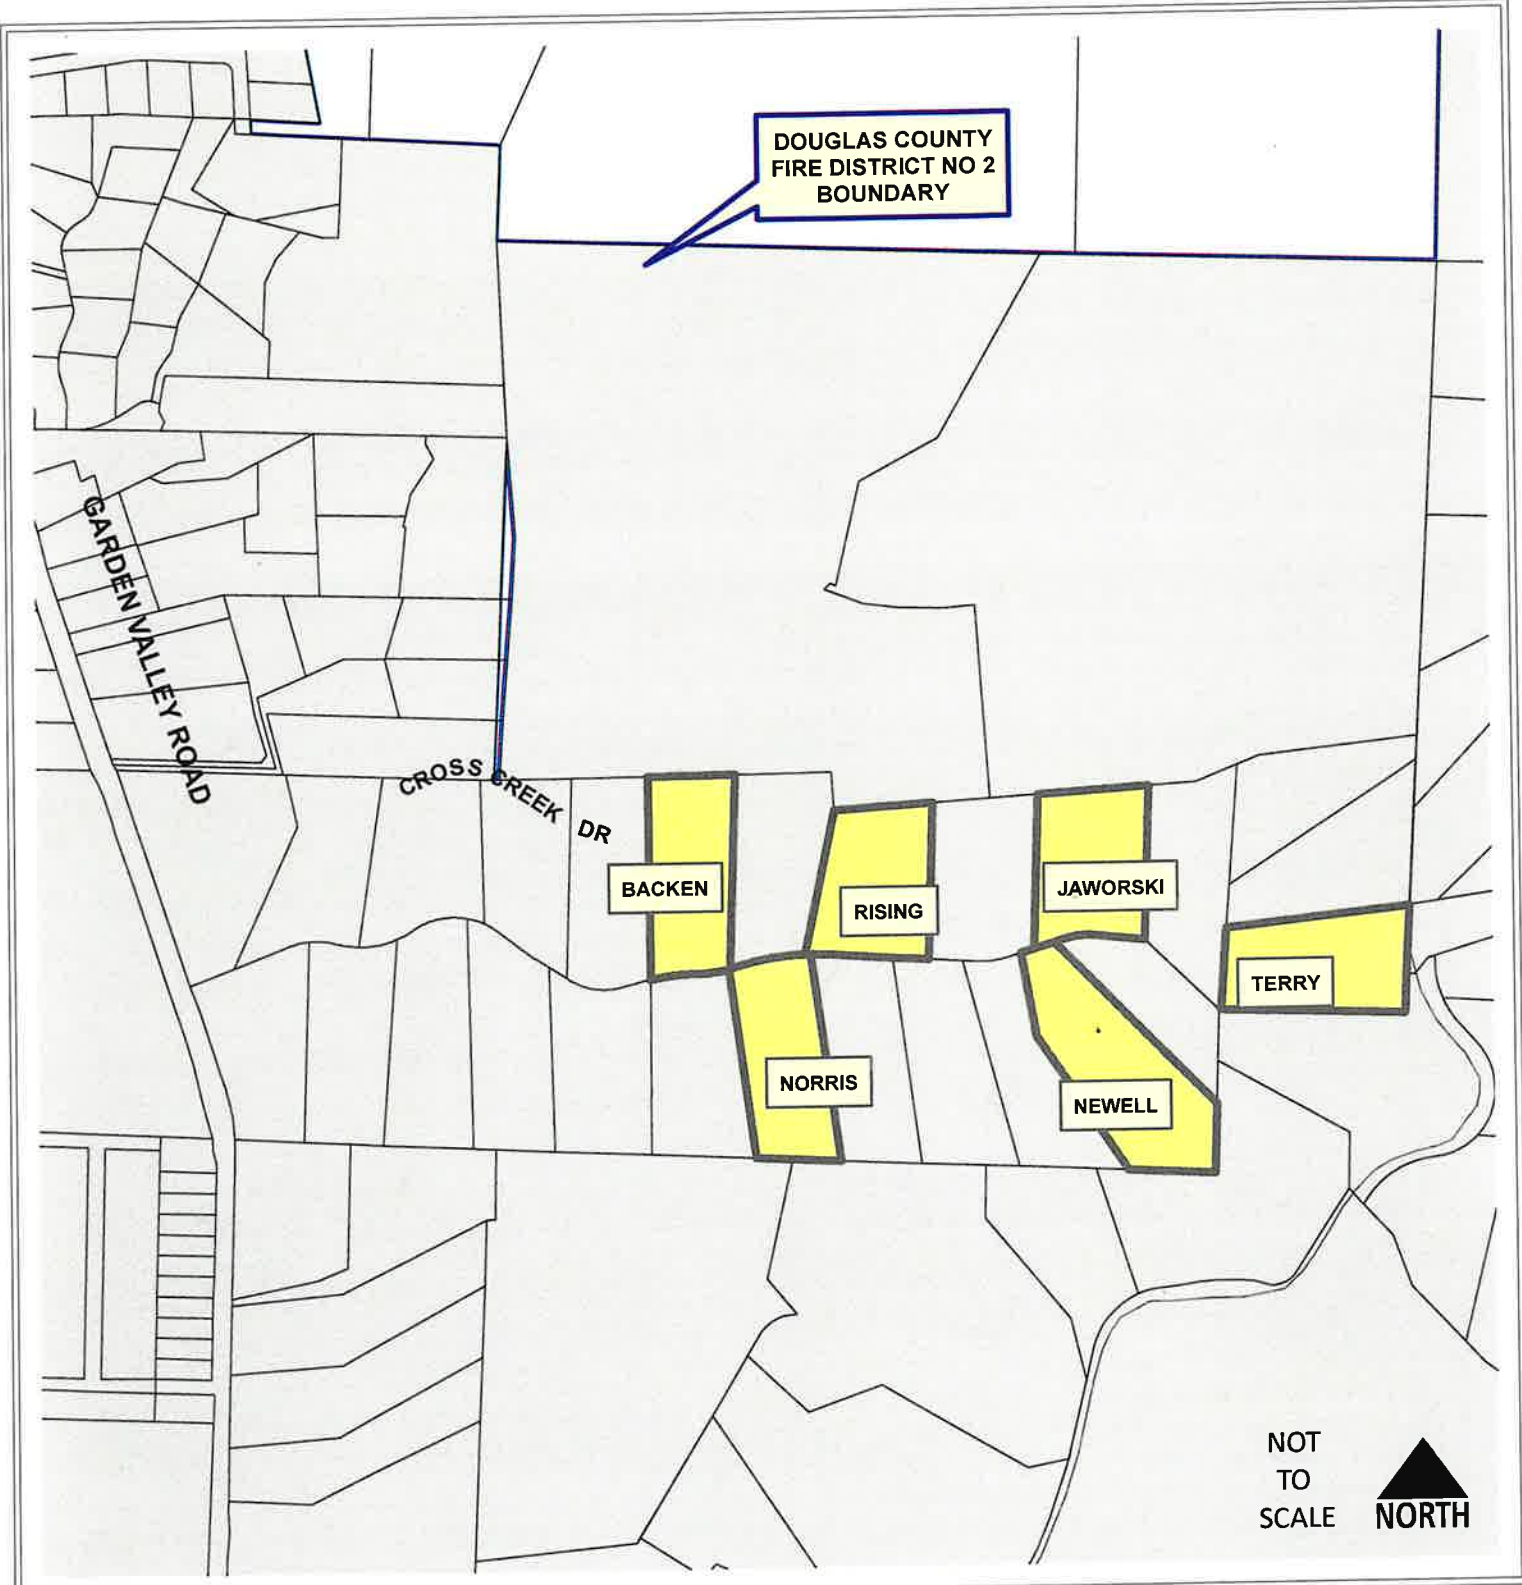 DOUGLAS COUNTY
FIRE DISTRICT NO 2
BOUNDARY
GARDEN VALLEY ROAD
CROSS CREEK DR
BACKEN
RISING
JAWORSKI
TERRY
NORRIS
NEWELL
NOT
TO
SCALE
NORTH